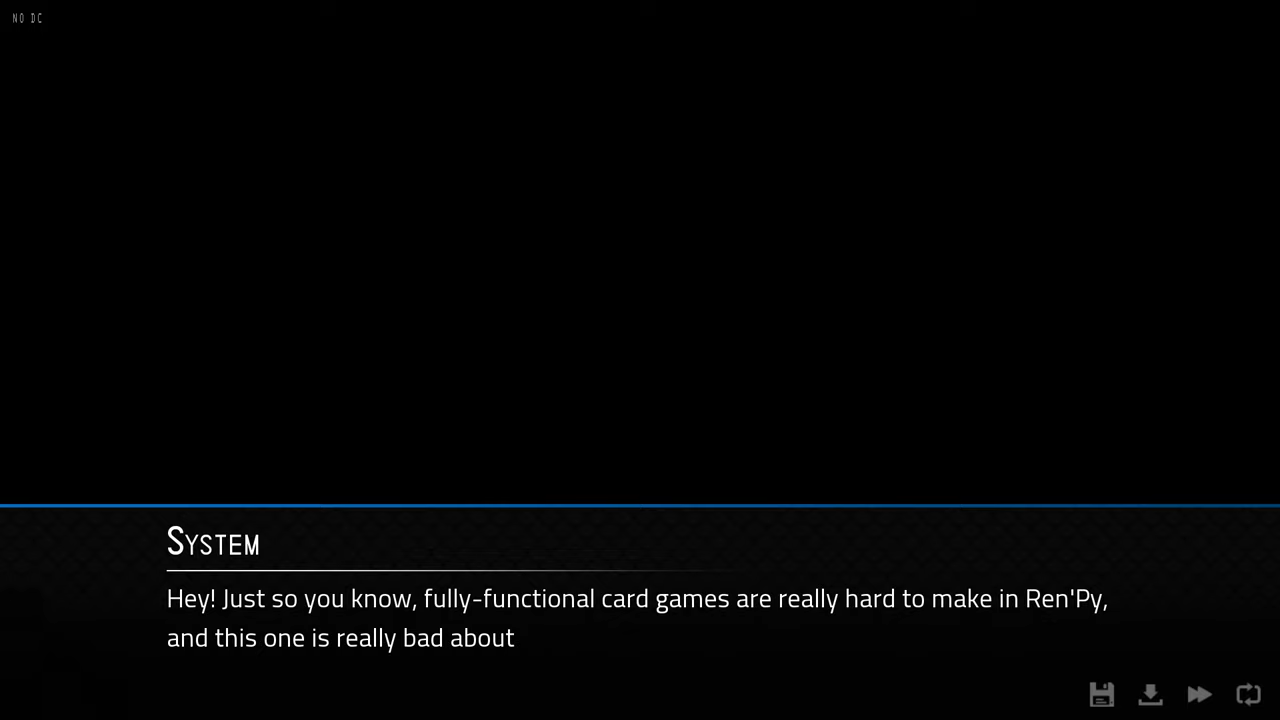 NO DC
System
Hey! Just so you know, fully-functional card games are really hard to make in Ren'Py,
and this one is really bad about